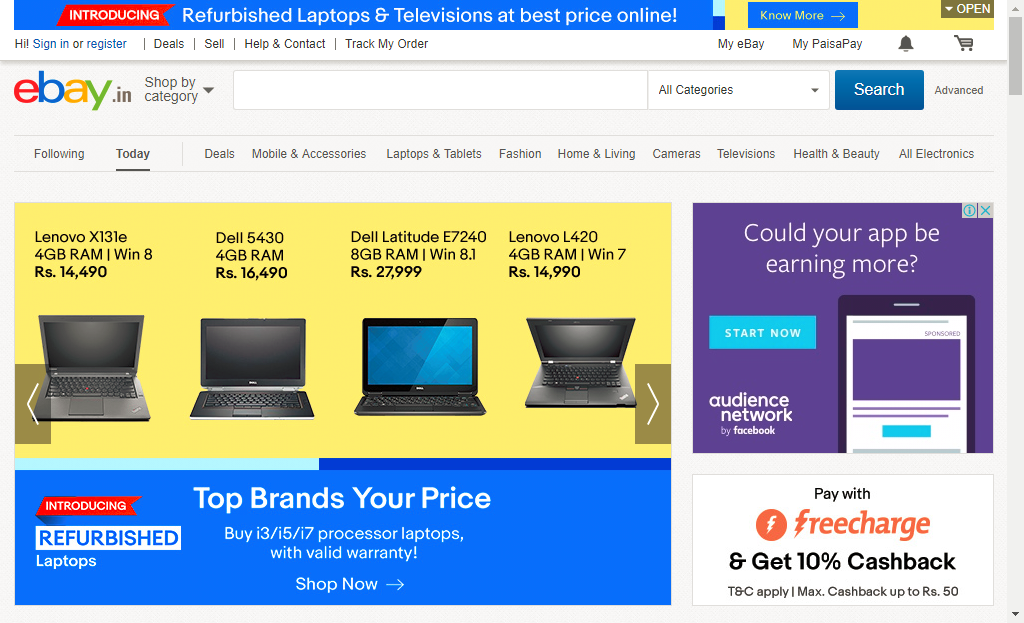 INTRODUCING Refurbished Laptops & Televisions at best price online! Know More → OPEN
Hi! Sign in or register | Deals | Sell | Help & Contact | Track My Order My eBay My PaisaPay
ebay.in Shop by category All Categories Search Advanced
Following Today Deals Mobile & Accessories Laptops & Tablets Fashion Home & Living Cameras Televisions Health & Beauty All Electronics
Lenovo X131e
4GB RAM | Win 8
Rs. 14,490
Dell 5430
4GB RAM
Rs. 16,490
Dell Latitude E7240
8GB RAM | Win 8.1
Rs. 27,999
Lenovo L420
4GB RAM | Win 7
Rs. 14,990
INTRODUCING
REFURBISHED
Laptops
Top Brands Your Price
Buy i3/i5/i7 processor laptops,
with valid warranty!
Shop Now →
Could your app be
earning more?
START NOW
SPONSORED
audience
network
by facebook
Pay with
freecharge
& Get 10% Cashback
T&C apply | Max. Cashback up to Rs. 50